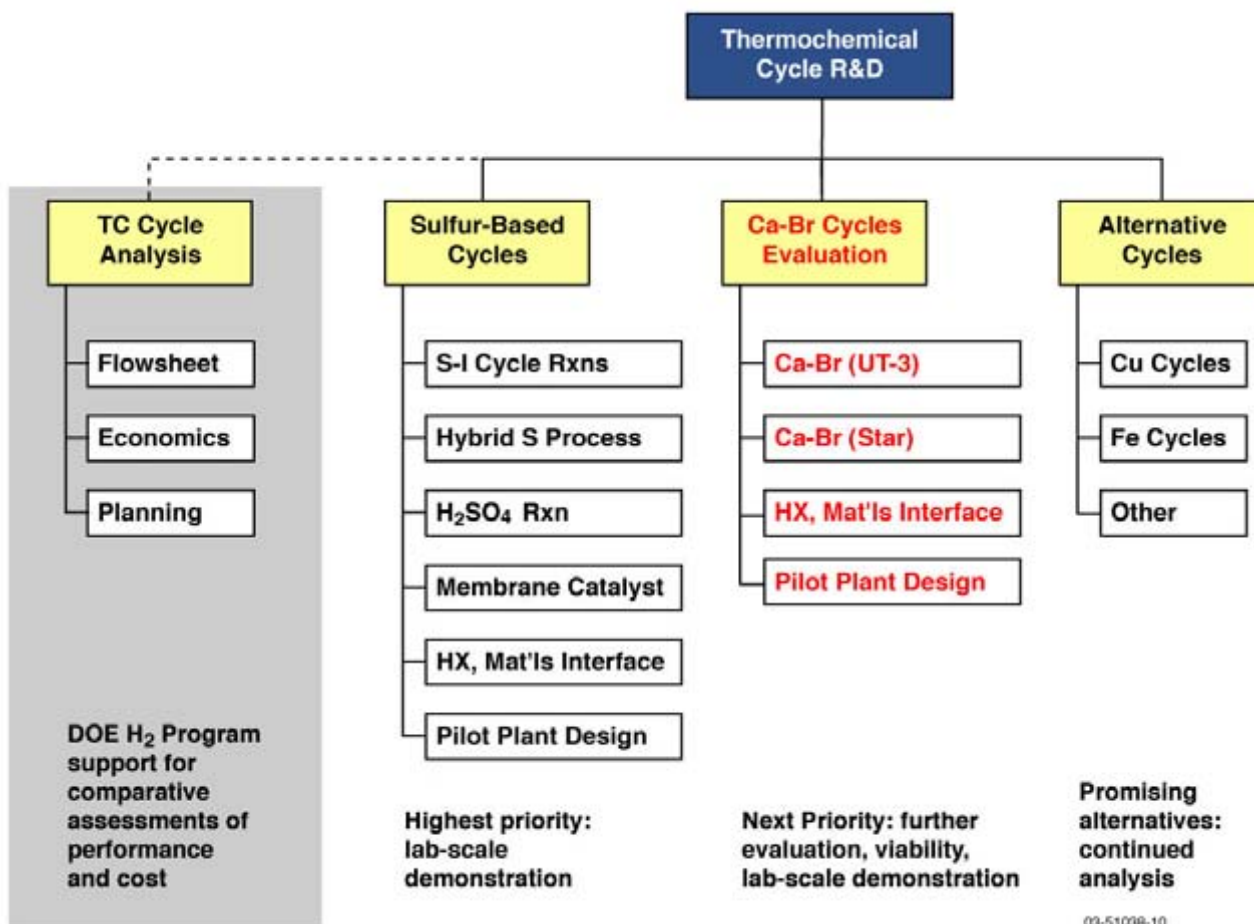 Thermochemical
Cycle R&D
TC Cycle
Analysis
Flowsheet
Economics
Planning
DOE H₂ Program
support for
comparative
assessments of
performance
and cost
Sulfur-Based
Cycles
S-I Cycle Rxns
Hybrid S Process
H₂SO₄ Rxn
Membrane Catalyst
HX, Mat'ls Interface
Pilot Plant Design
Highest priority:
lab-scale
demonstration
Ca-Br Cycles
Evaluation
Ca-Br (UT-3)
Ca-Br (Star)
HX, Mat'ls Interface
Pilot Plant Design
Next Priority: further
evaluation, viability,
lab-scale demonstration
Alternative
Cycles
Cu Cycles
Fe Cycles
Other
Promising
alternatives:
continued
analysis
03-51038-10